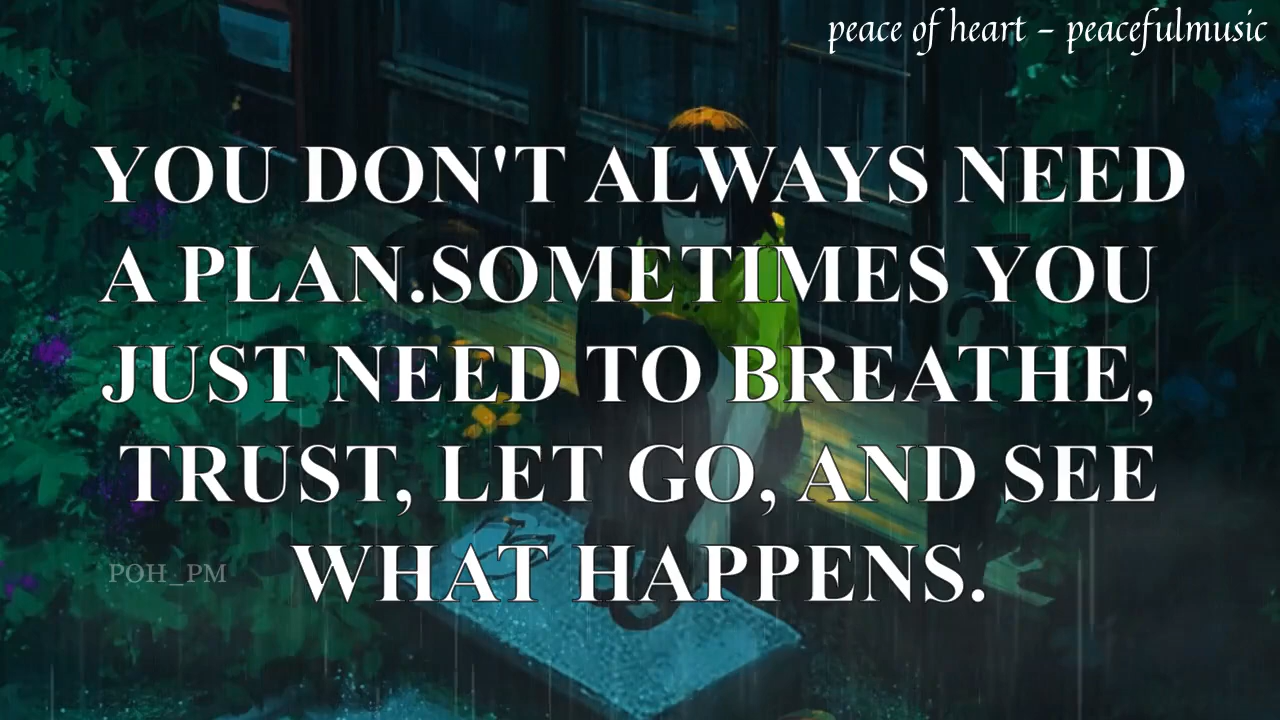 peace of heart - peacefulmusic
YOU DON'T ALWAYS NEED
A PLAN.SOMETIMES YOU
JUST NEED TO BREATHE,
TRUST, LET GO, AND SEE
WHAT HAPPENS.
POH_PM